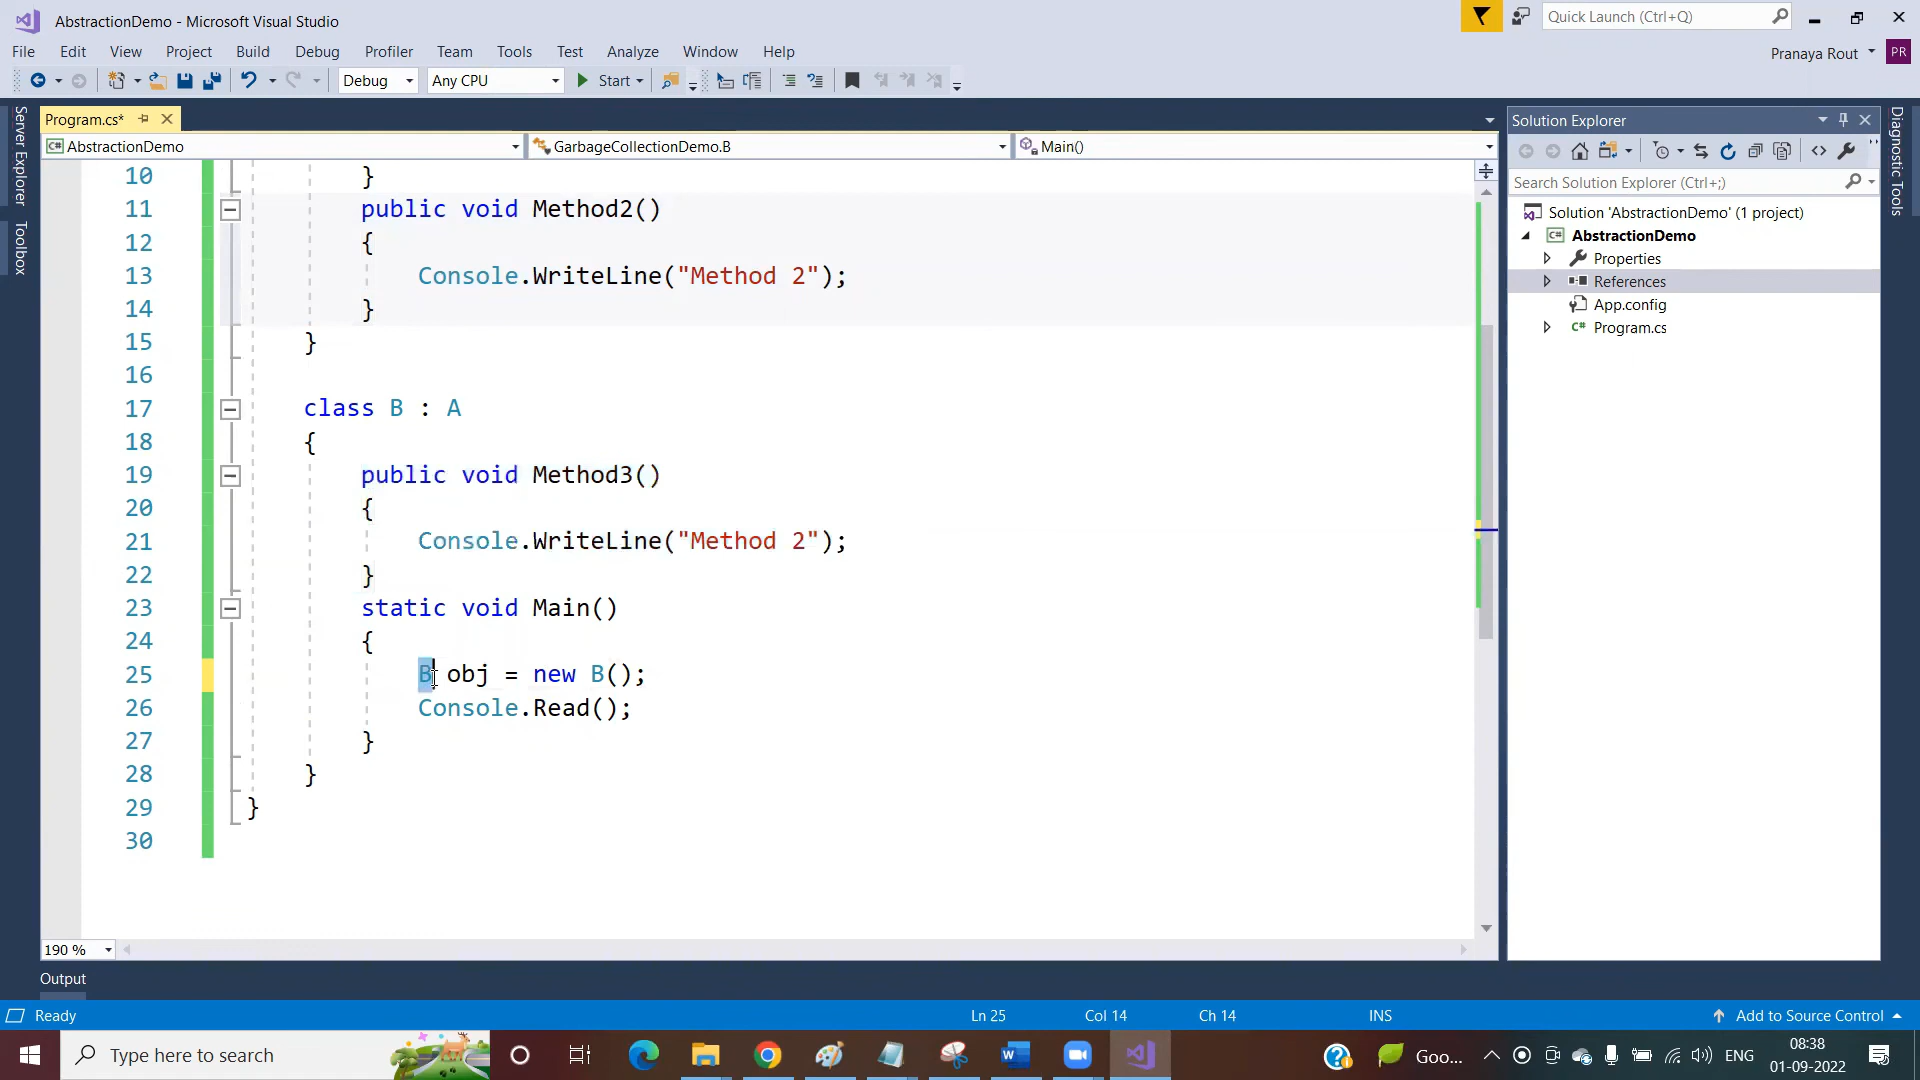 AbstractionDemo - Microsoft Visual Studio
Quick Launch (Ctrl+Q)
File Edit View Project Build Debug Profiler Team Tools Test Analyze Window Help
Pranaya Rout PR
Debug Any CPU Start
Server Explorer
Toolbox
Program.cs*
AbstractionDemo GarbageCollectionDemo.B Main()
10 }
11 public void Method2()
12 {
13 Console.WriteLine("Method 2");
14 }
15 }
16
17 class B : A
18 {
19 public void Method3()
20 {
21 Console.WriteLine("Method 2");
22 }
23 static void Main()
24 {
25 B obj = new B();
26 Console.Read();
27 }
28 }
29 }
30
190 %
Solution Explorer
Search Solution Explorer (Ctrl+;)
Solution 'AbstractionDemo' (1 project)
C# AbstractionDemo
Properties
References
App.config
C# Program.cs
Diagnostic Tools
Output
Ready Ln 25 Col 14 Ch 14 INS Add to Source Control
Type here to search
Goo...
ENG
08:38
01-09-2022